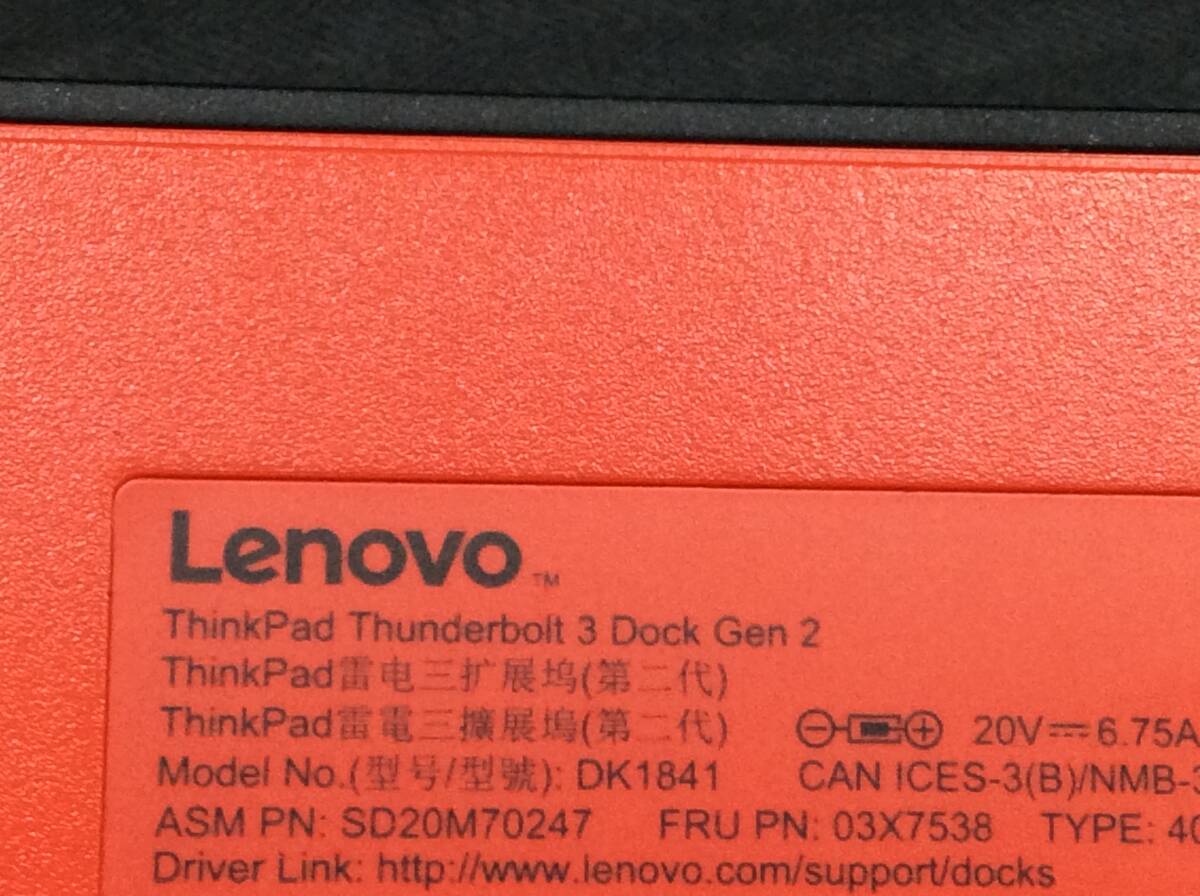 Lenovo™
ThinkPad Thunderbolt 3 Dock Gen 2
ThinkPad雷电三扩展坞(第二代)
ThinkPad雷電三擴展塢(第二代)
20V⎓6.75A
Model No.(型号/型號): DK1841 CAN ICES-3(B)/NMB-3
ASM PN: SD20M70247 FRU PN: 03X7538 TYPE: 40
Driver Link: http://www.lenovo.com/support/docks